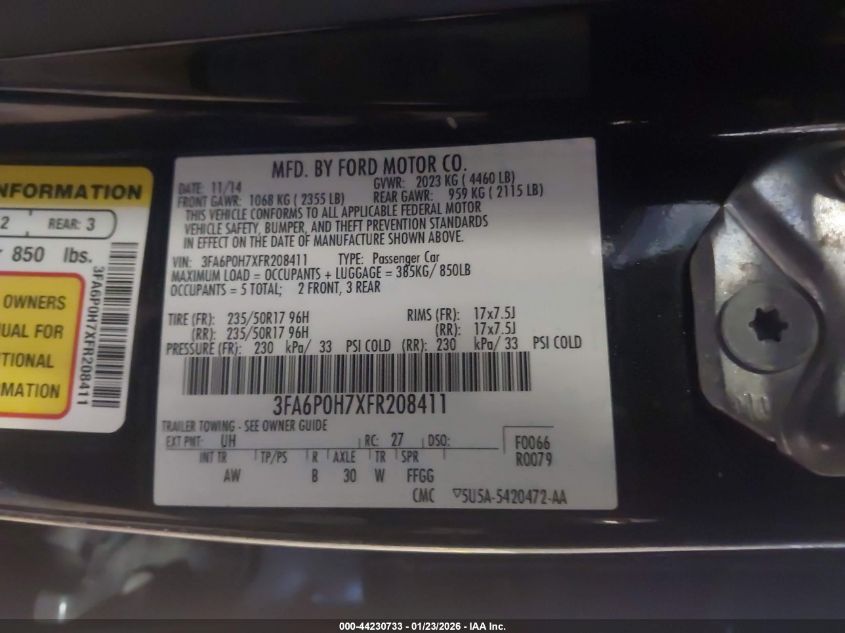 NFORMATION
2 REAR: 3
850 lbs.
OWNERS
UAL FOR
ITIONAL
RMATION
3FA6P0H7XFR208411
MFD. BY FORD MOTOR CO.
DATE: 11/14 GVWR: 2023 KG ( 4460 LB)
FRONT GAWR: 1068 KG ( 2355 LB) REAR GAWR: 959 KG ( 2115 LB)
THIS VEHICLE CONFORMS TO ALL APPLICABLE FEDERAL MOTOR
VEHICLE SAFETY, BUMPER, AND THEFT PREVENTION STANDARDS
IN EFFECT ON THE DATE OF MANUFACTURE SHOWN ABOVE.
VIN: 3FA6P0H7XFR208411 TYPE: Passenger Car
MAXIMUM LOAD = OCCUPANTS + LUGGAGE = 385KG/ 850LB
OCCUPANTS = 5 TOTAL; 2 FRONT, 3 REAR
TIRE (FR): 235/50R17 96H RIMS (FR): 17x7.5J
(RR): 235/50R17 96H (RR): 17x7.5J
PRESSURE (FR): 230 kPa/ 33 PSI COLD (RR): 230 kPa/ 33 PSI COLD
3FA6P0H7XFR208411
TRAILER TOWING - SEE OWNER GUIDE
EXT PNT: UH RC: 27 DSO: F0066
R0079
INT TR TP/PS R AXLE TR SPR
AW B 30 W FFGG
CMC ▽5U5A-5420472-AA
000-44230733 - 01/23/2026 - IAA Inc.